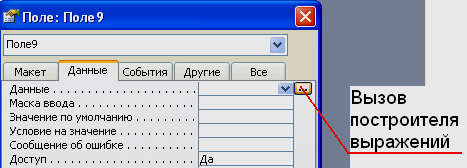 Поле: Поле9
Поле9
Макет Данные События Другие Все
Данные
Маска ввода
Значение по умолчанию
Условие на значение
Сообщение об ошибке
Доступ Да
Вызов
построителя
выражений